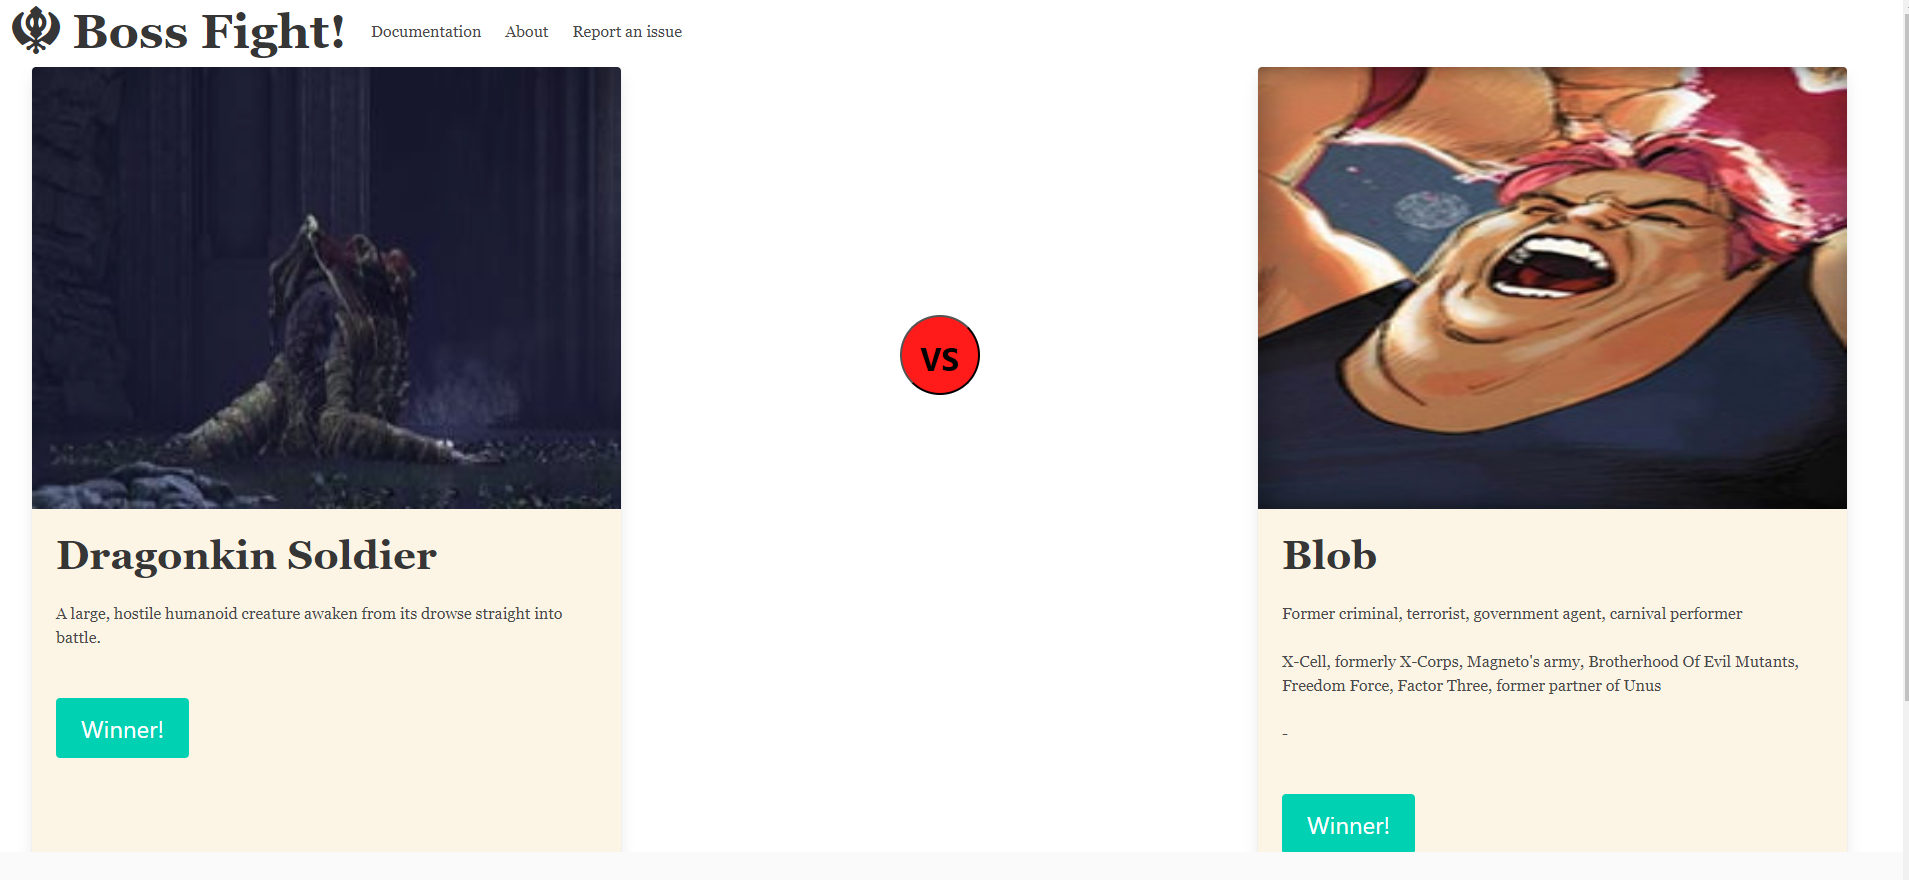 Boss Fight!
Documentation
About
Report an issue
VS
Dragonkin Soldier
A large, hostile humanoid creature awaken from its drowse straight into
battle.
Winner!
Blob
Former criminal, terrorist, government agent, carnival performer
X-Cell, formerly X-Corps, Magneto's army, Brotherhood Of Evil Mutants,
Freedom Force, Factor Three, former partner of Unus
-
Winner!